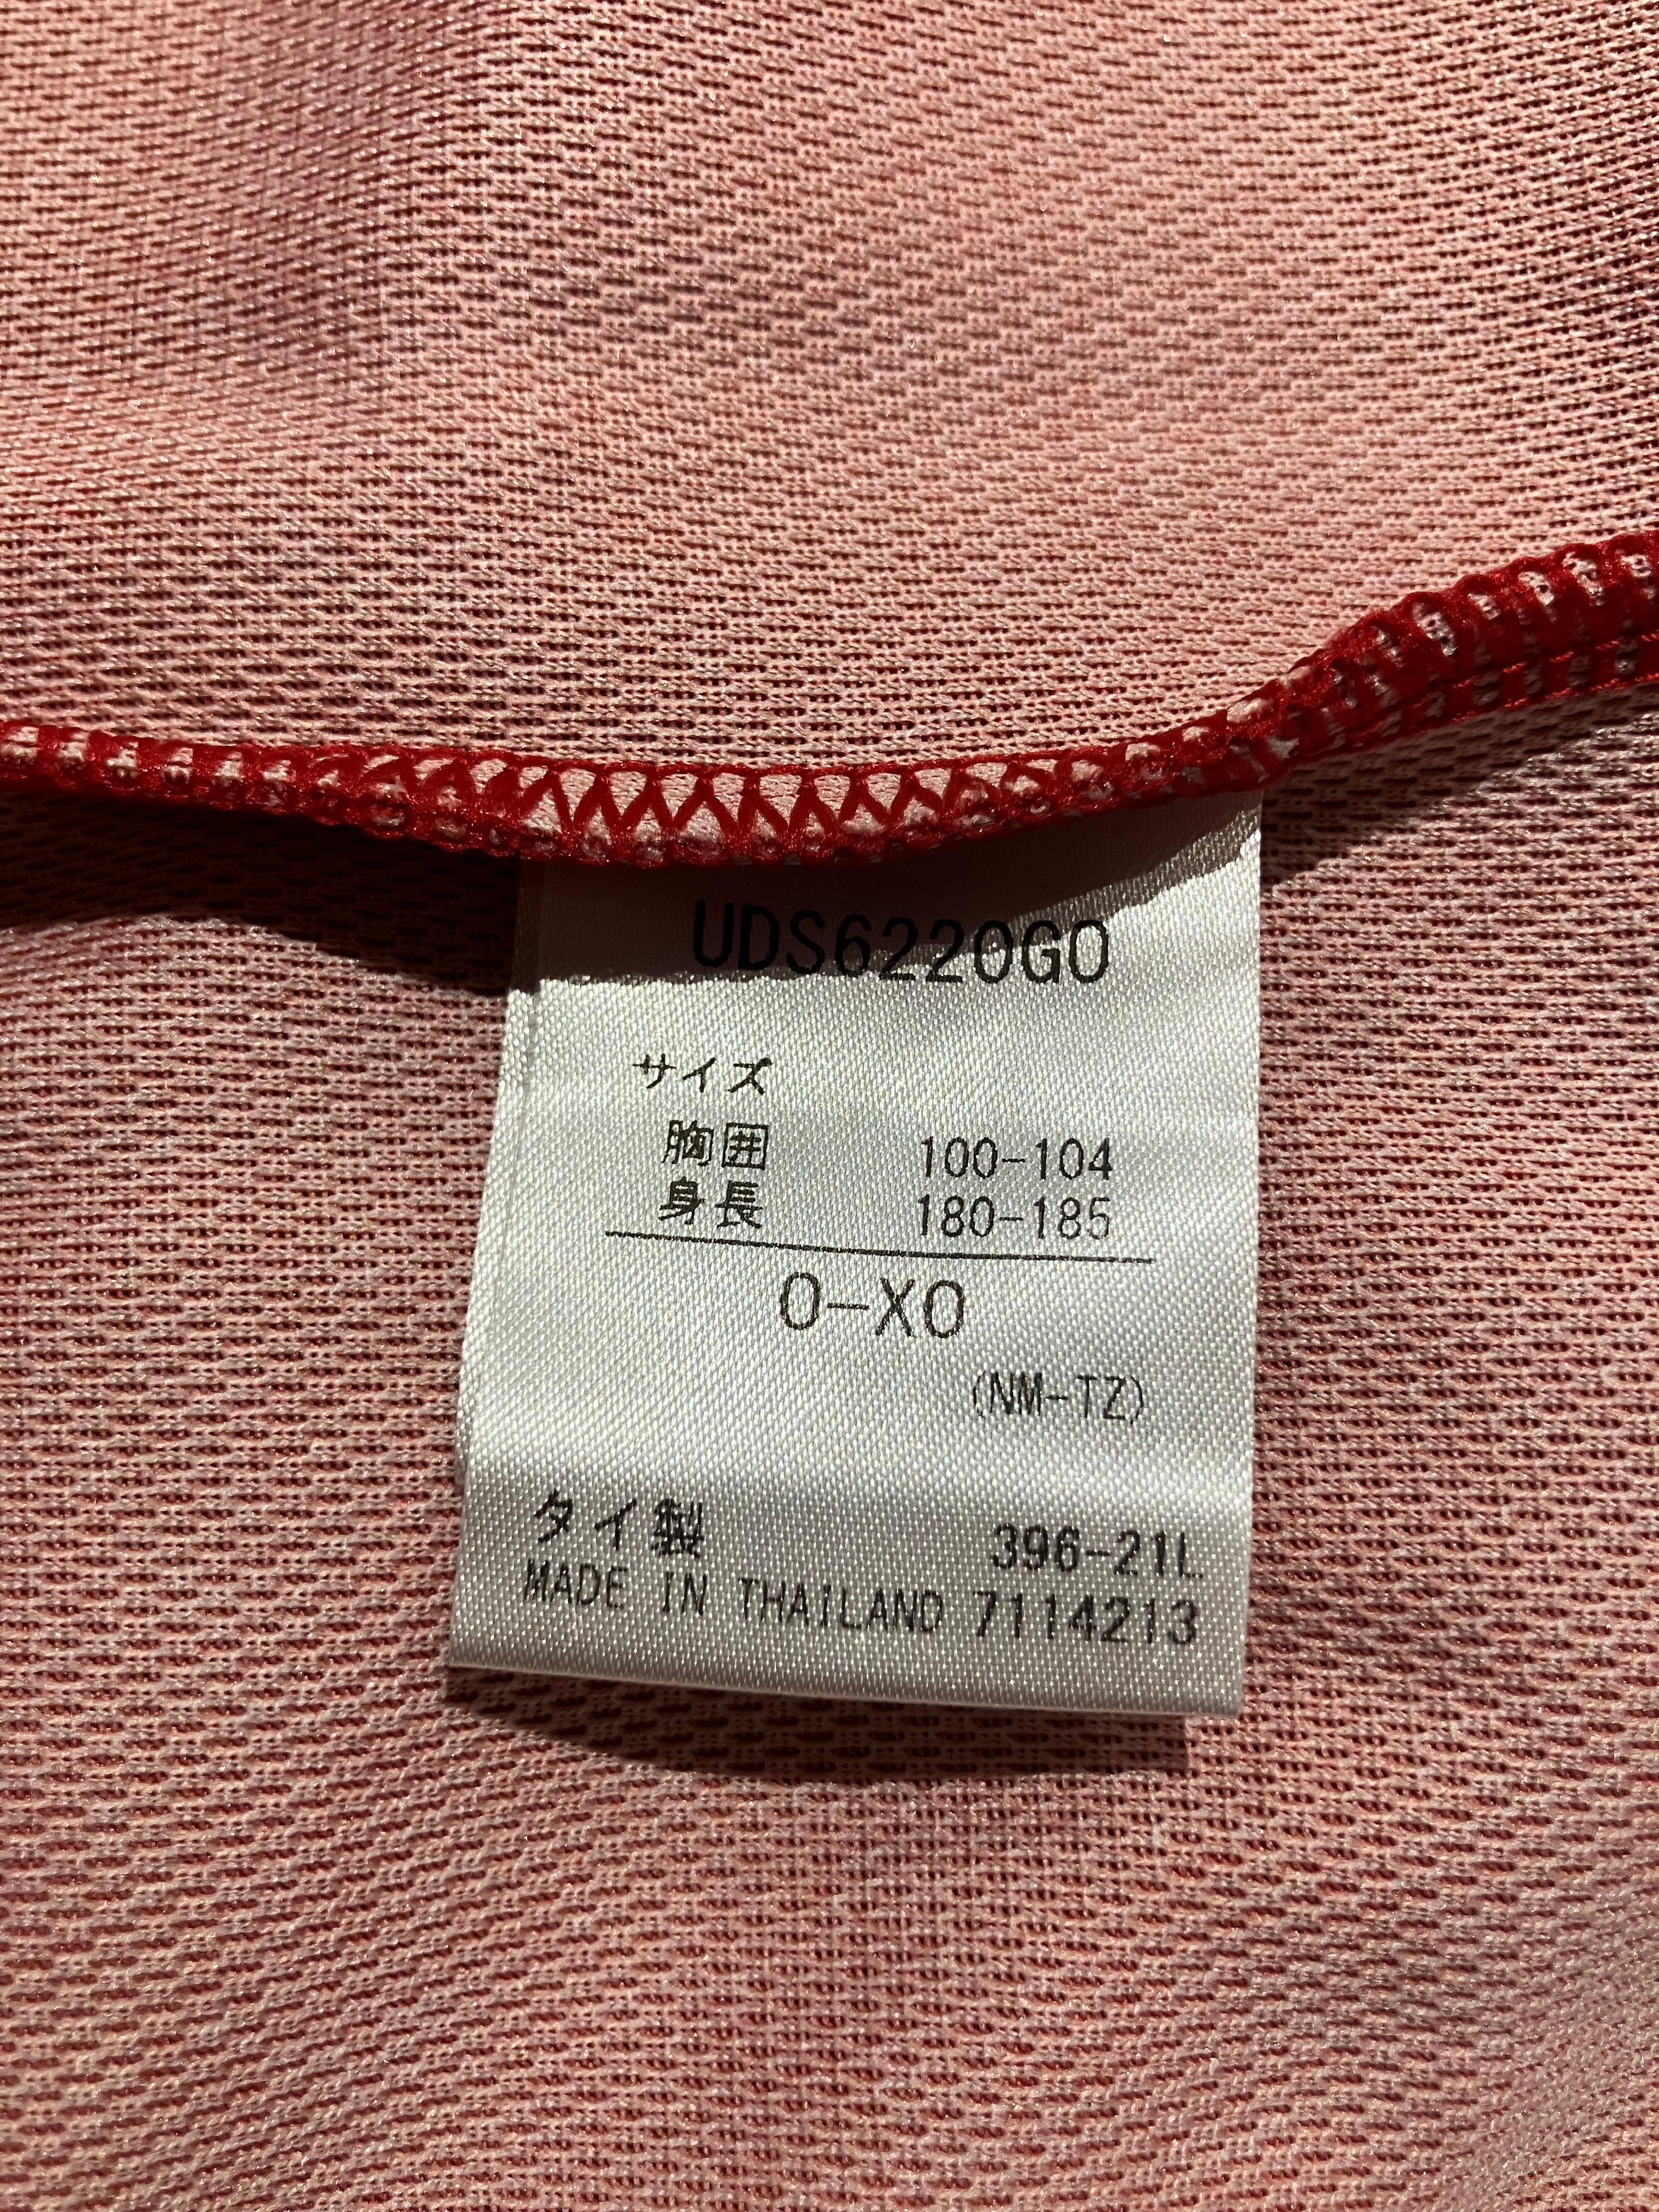 UDS6220GO
サイズ
胸囲 100-104
身長 180-185
O-XO
(NM-TZ)
タイ製 396-21L
MADE IN THAILAND 7114213